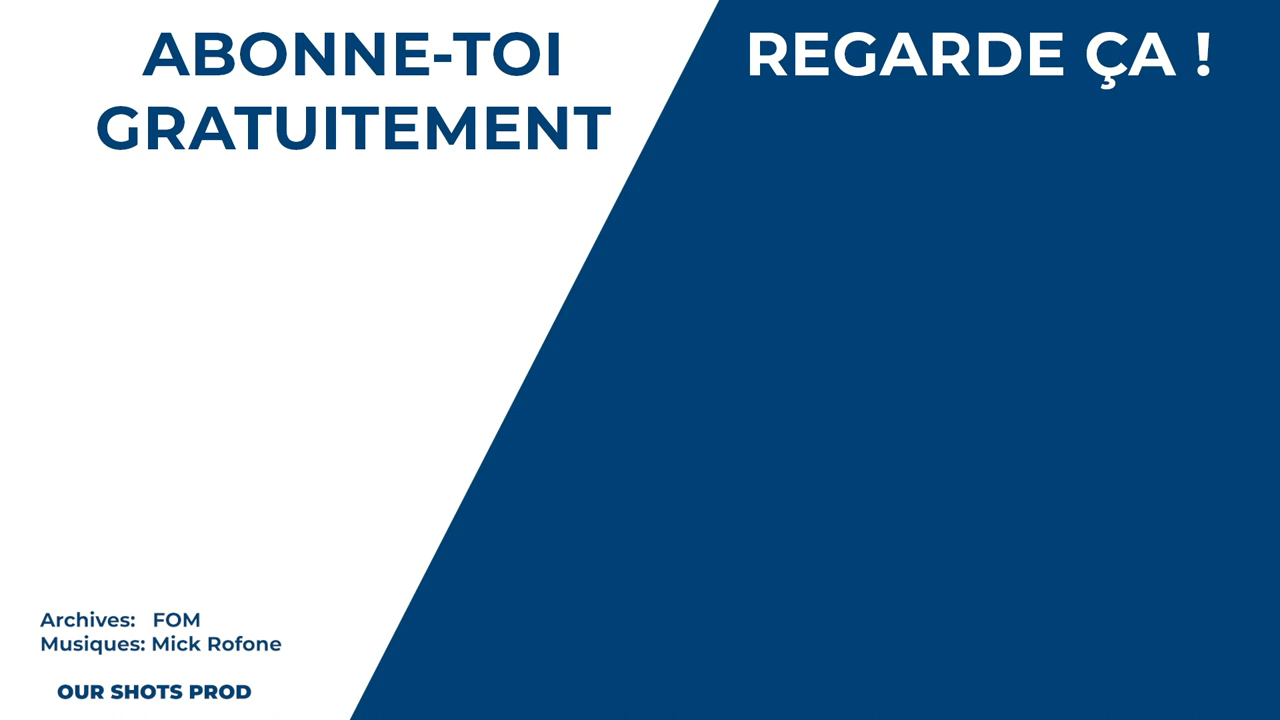 ABONNE-TOI
GRATUITEMENT
REGARDE ÇA !
Archives: FOM
Musiques: Mick Rofone
OUR SHOTS PROD